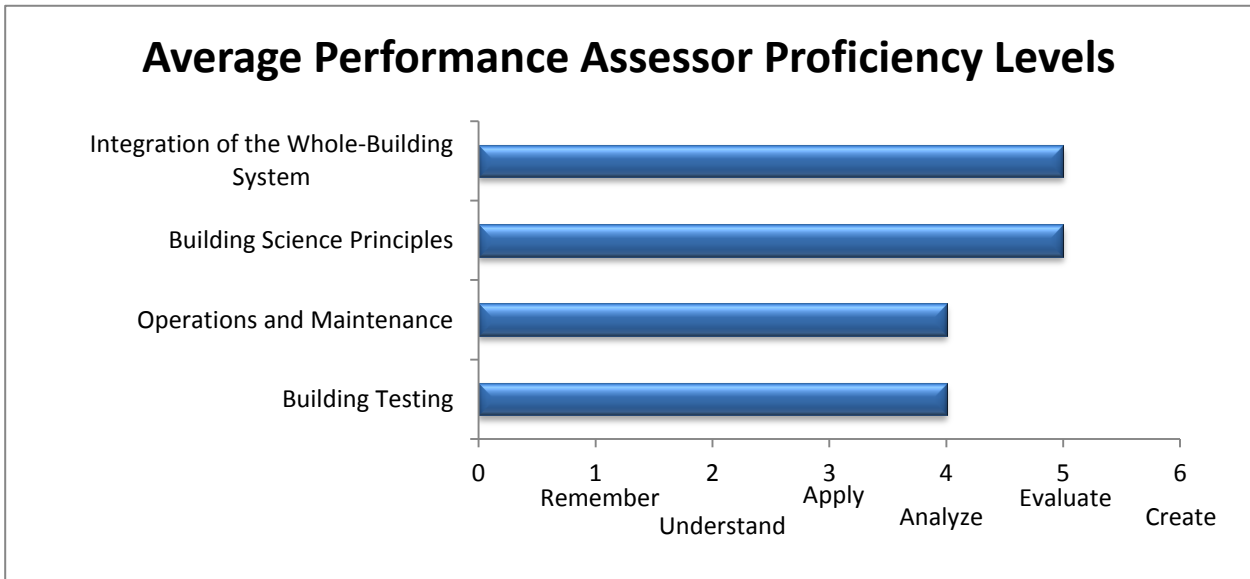 Average Performance Assessor Proficiency Levels
Integration of the Whole-Building
System
Building Science Principles
Operations and Maintenance
Building Testing
0 1 2 3 4 5 6
Remember Understand Apply Analyze Evaluate Create